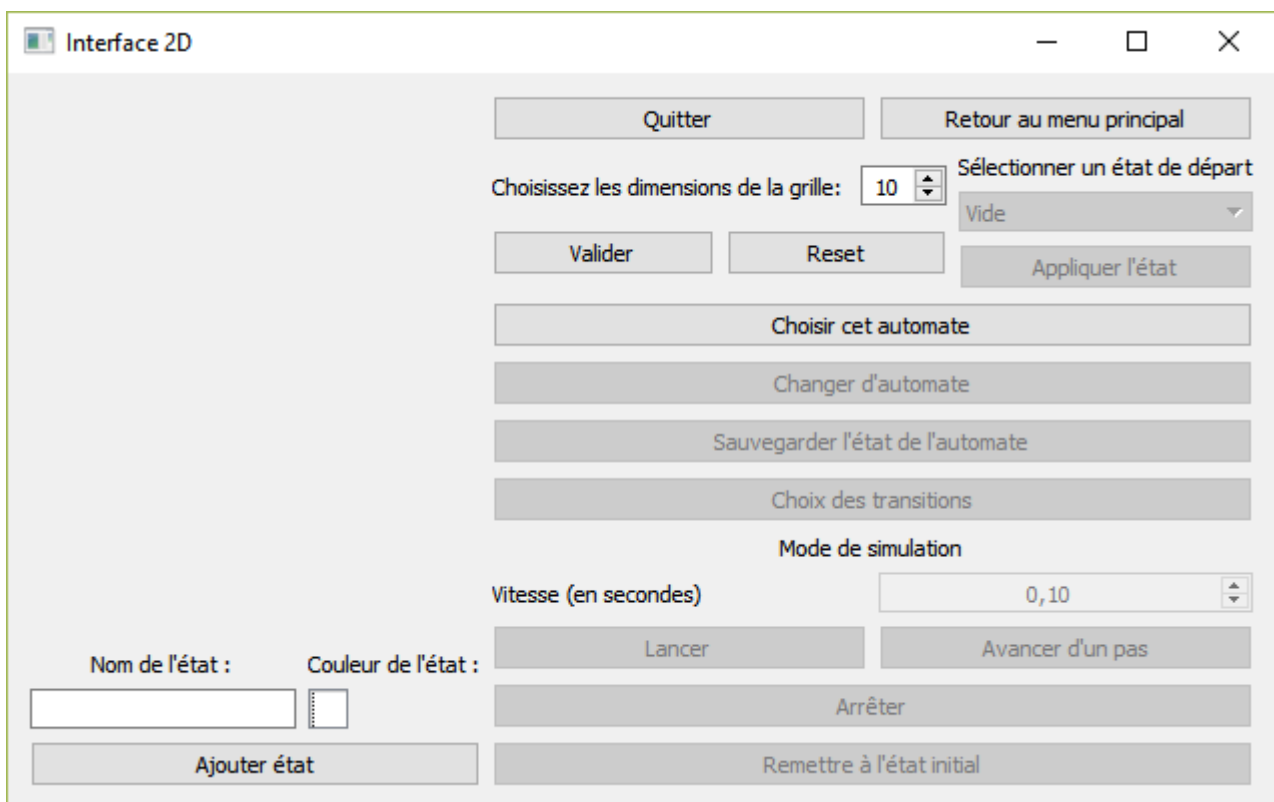 Interface 2D
Quitter
Retour au menu principal
Choisissez les dimensions de la grille:
10
Sélectionner un état de départ
Vide
Valider
Reset
Appliquer l'état
Choisir cet automate
Changer d'automate
Sauvegarder l'état de l'automate
Choix des transitions
Mode de simulation
Vitesse (en secondes)
0,10
Lancer
Avancer d'un pas
Nom de l'état :
Couleur de l'état :
Arrêter
Ajouter état
Remettre à l'état initial